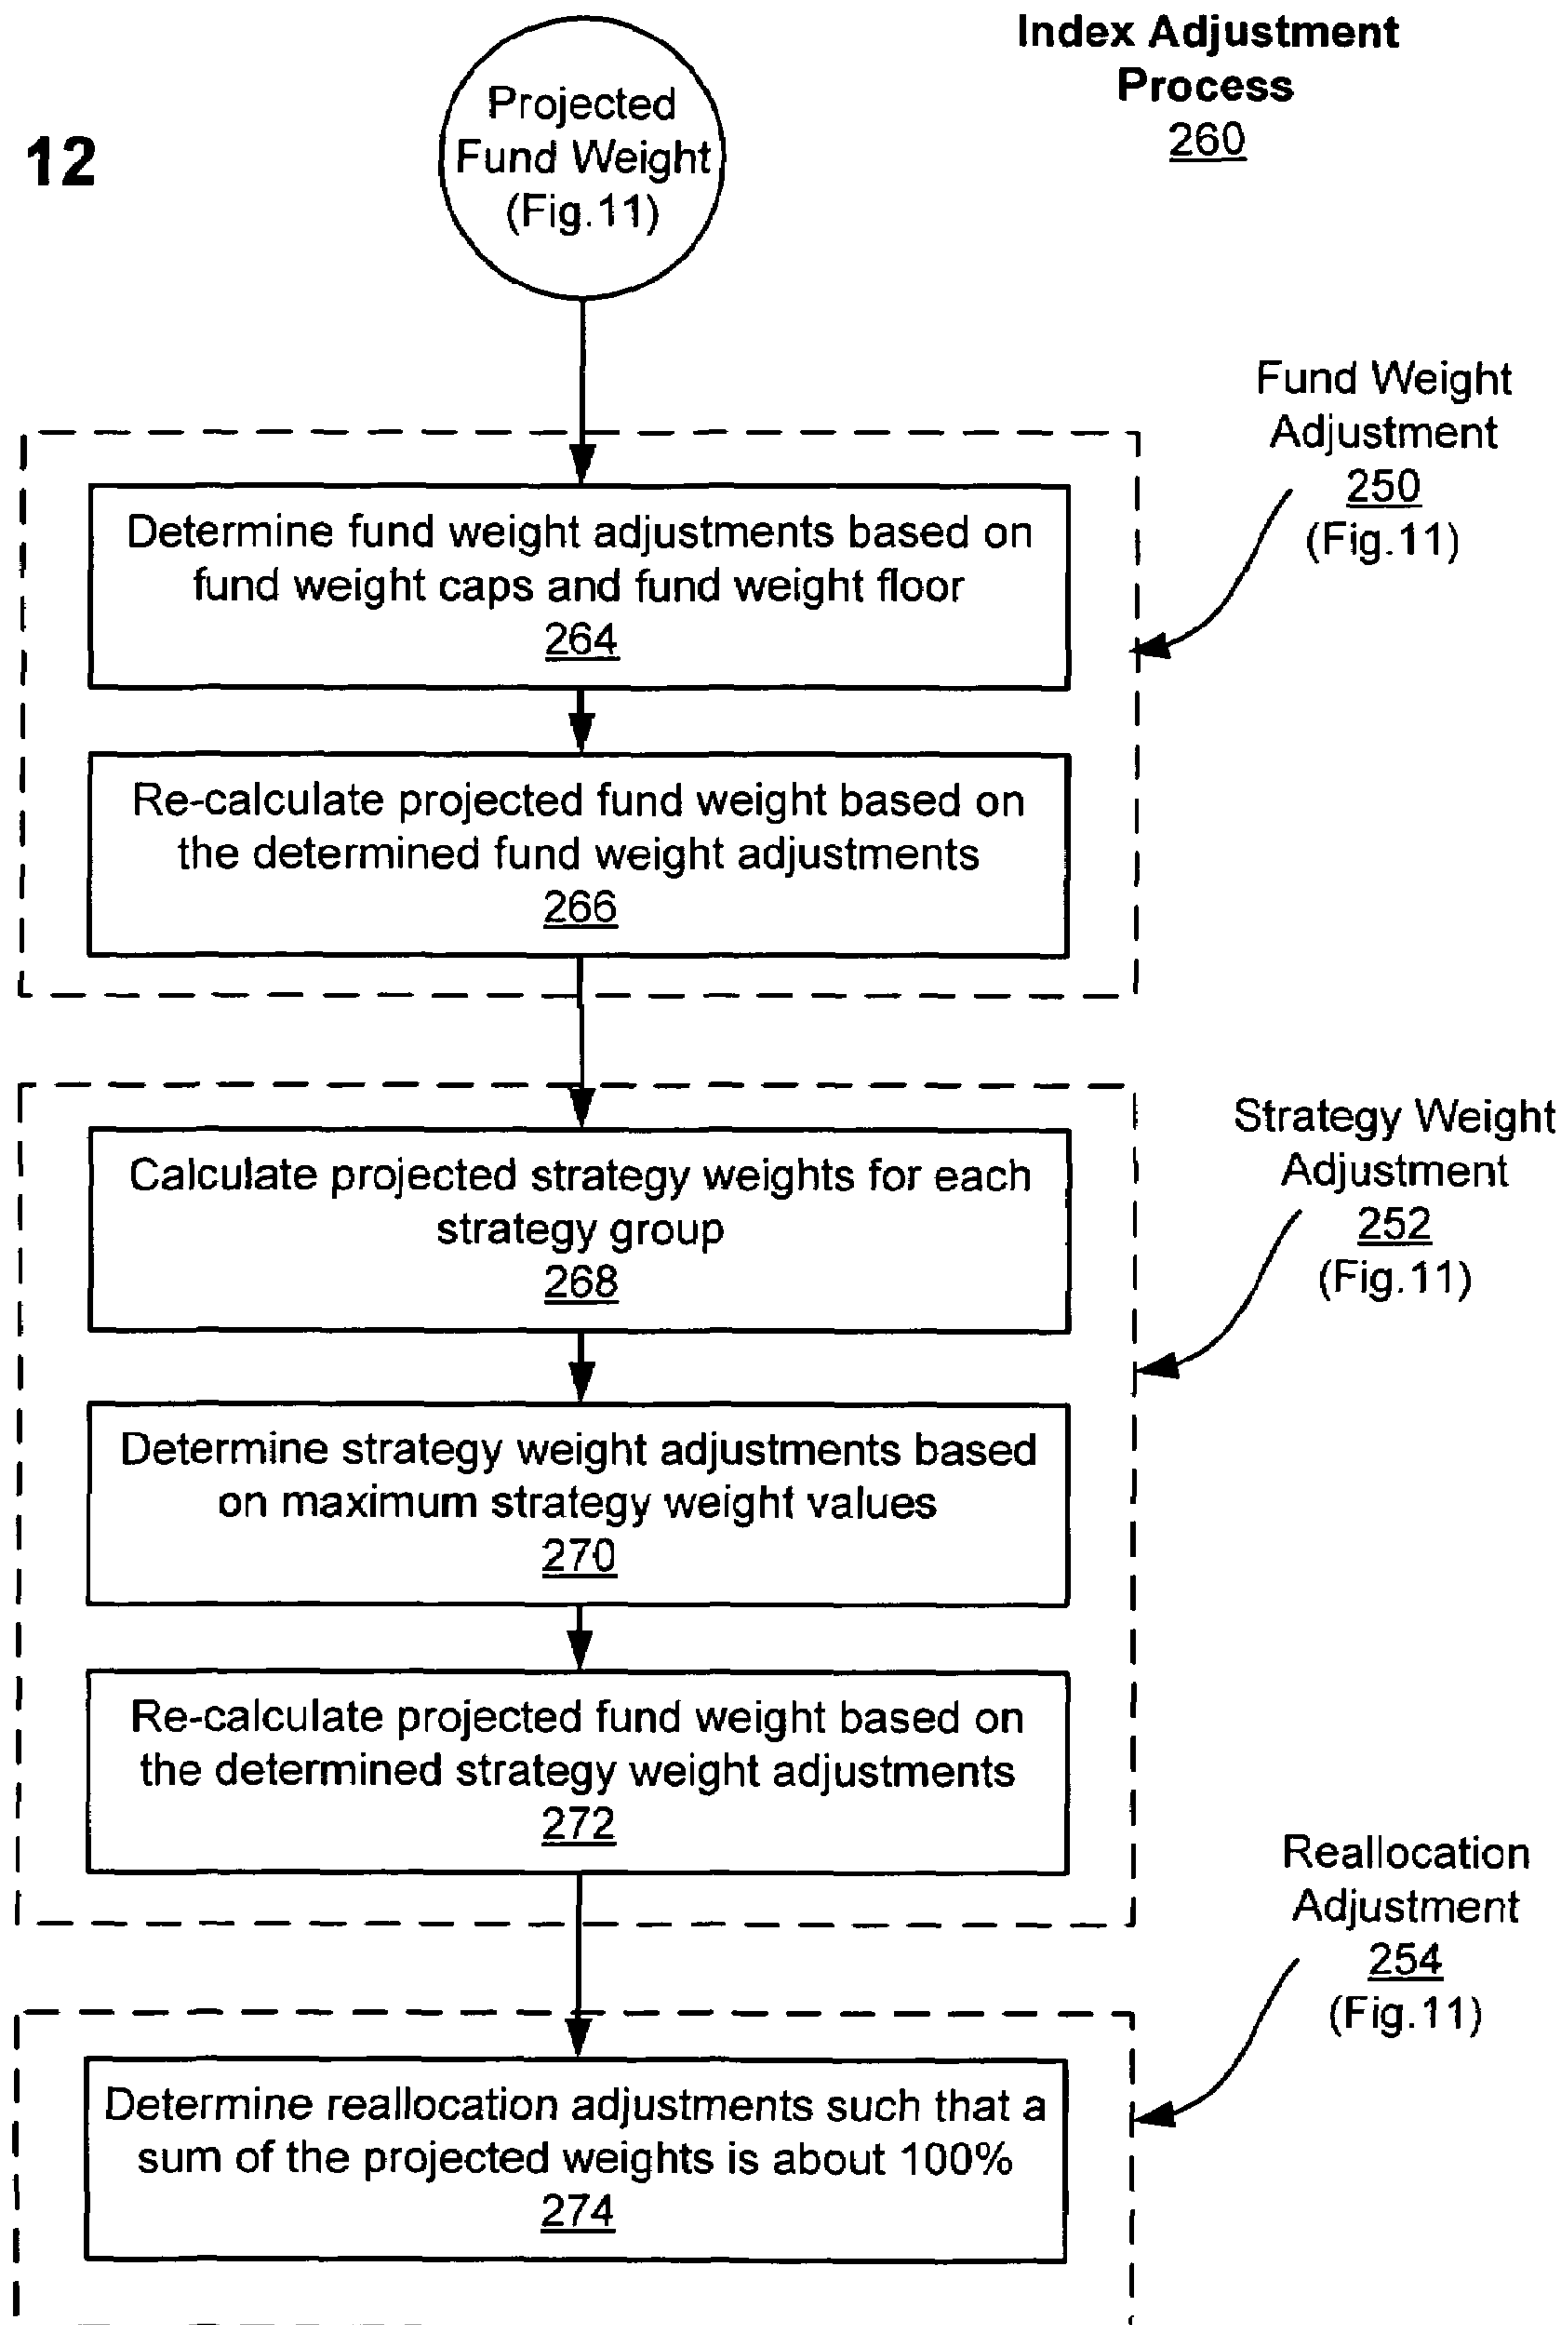 Index Adjustment
Process
260
12
Projected
Fund Weight
(Fig.11)
Fund Weight
Adjustment
250
(Fig.11)
Determine fund weight adjustments based on
fund weight caps and fund weight floor
264
Re-calculate projected fund weight based on
the determined fund weight adjustments
266
Strategy Weight
Adjustment
252
(Fig.11)
Calculate projected strategy weights for each
strategy group
268
Determine strategy weight adjustments based
on maximum strategy weight values
270
Re-calculate projected fund weight based on
the determined strategy weight adjustments
272
Reallocation
Adjustment
254
(Fig.11)
Determine reallocation adjustments such that a
sum of the projected weights is about 100%
274